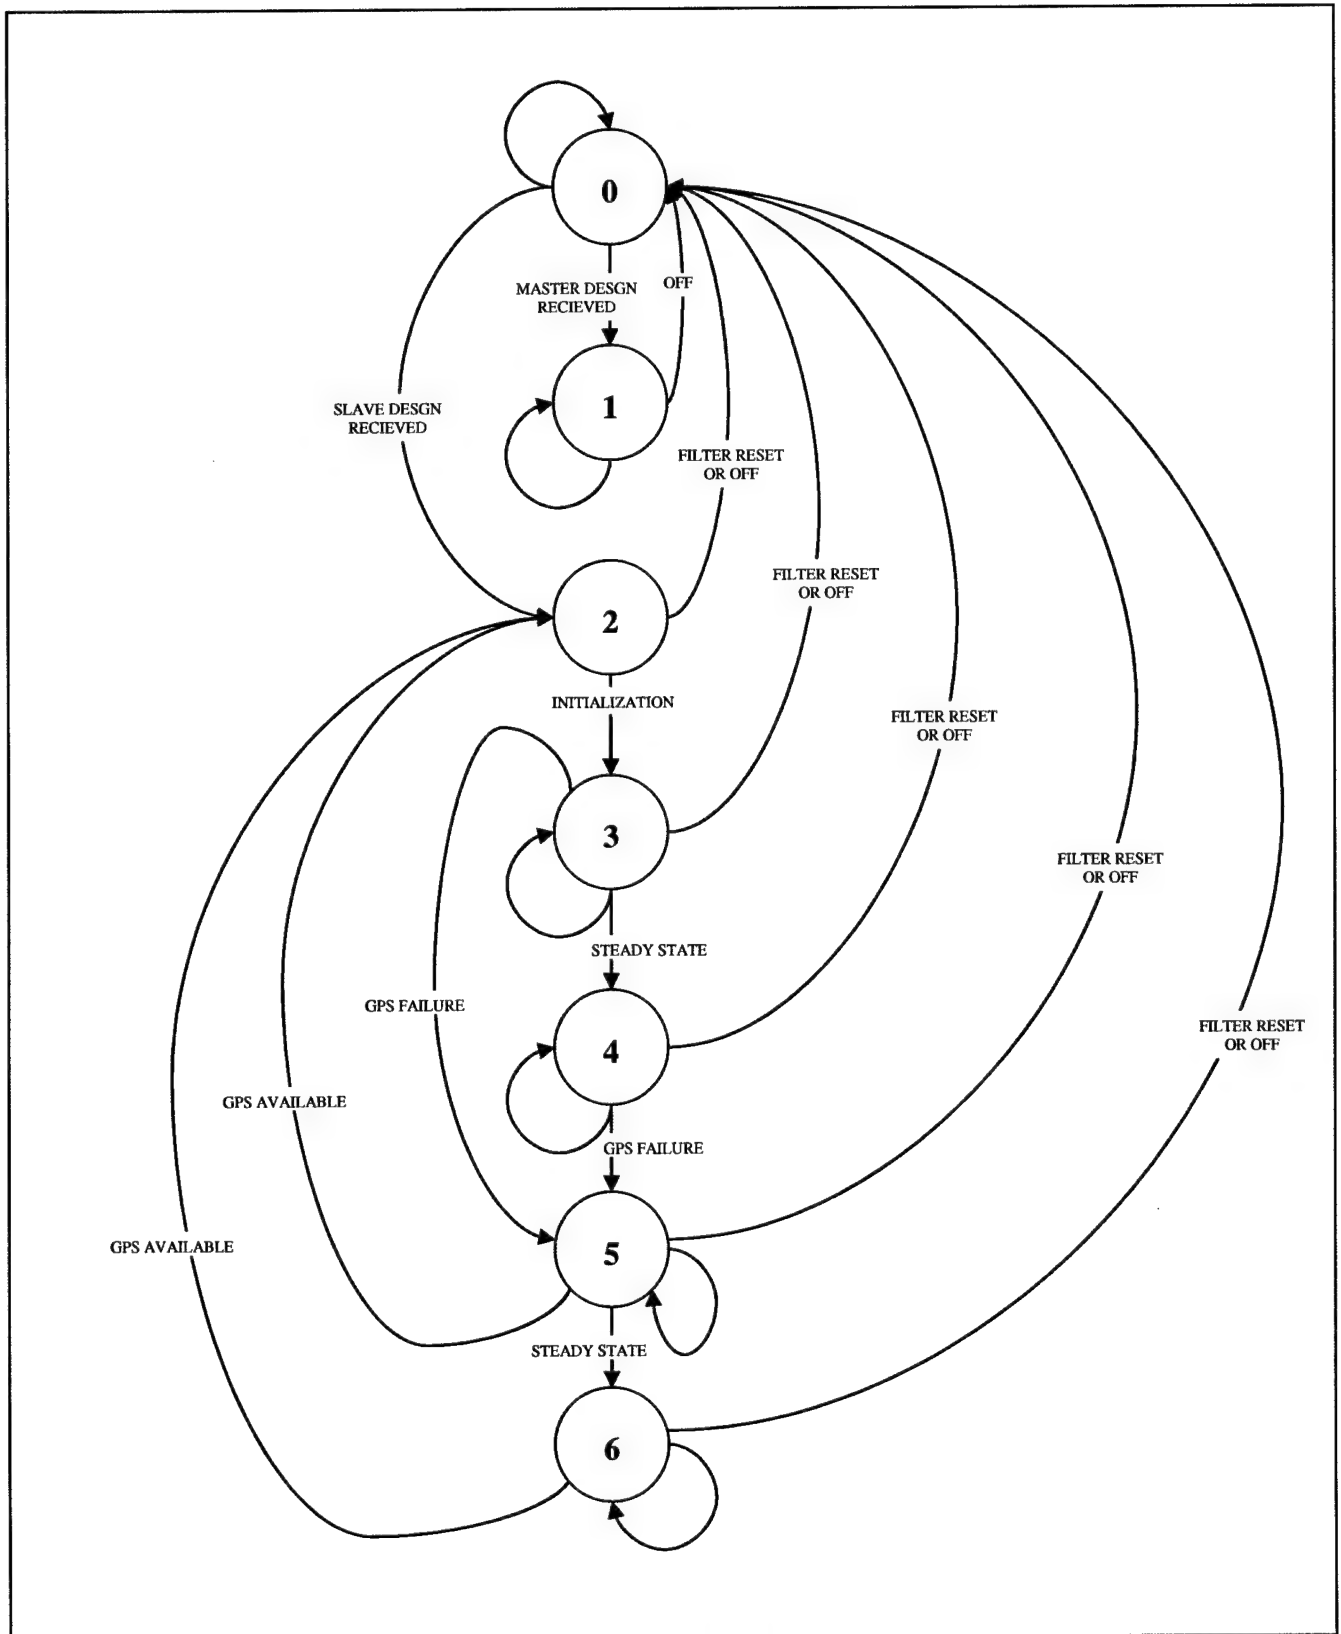 0
MASTER DESGN
RECIEVED
OFF
1
SLAVE DESGN
RECIEVED
FILTER RESET
OR OFF
2
FILTER RESET
OR OFF
INITIALIZATION
FILTER RESET
OR OFF
3
FILTER RESET
OR OFF
STEADY STATE
GPS FAILURE
4
FILTER RESET
OR OFF
GPS AVAILABLE
GPS FAILURE
GPS AVAILABLE
5
STEADY STATE
6